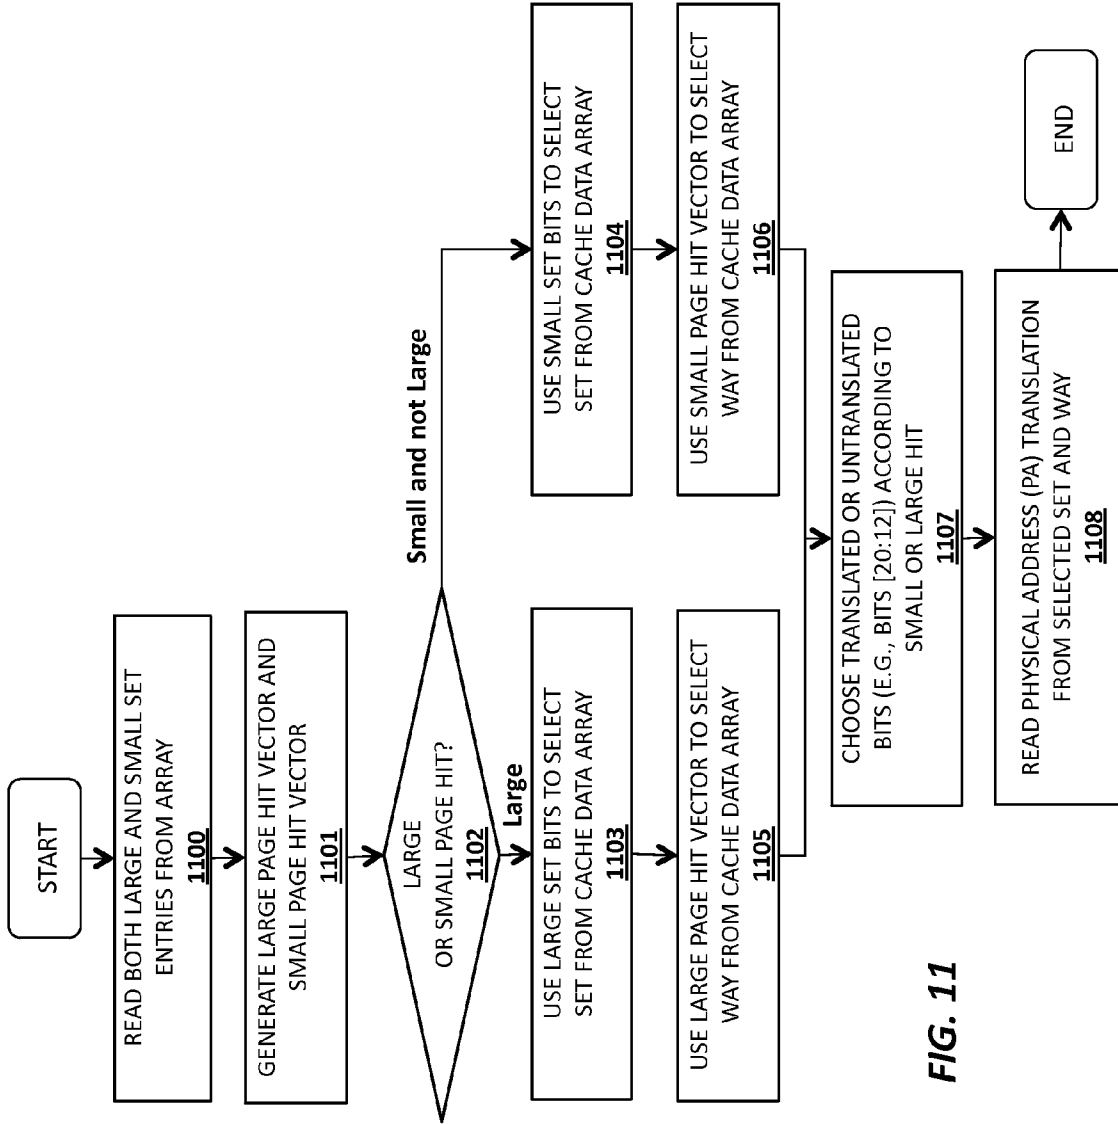 START
READ BOTH LARGE AND SMALL SET
ENTRIES FROM ARRAY
1100
GENERATE LARGE PAGE HIT VECTOR AND
SMALL PAGE HIT VECTOR
1101
LARGE
OR SMALL PAGE HIT?
1102
Large
Small and not Large
USE LARGE SET BITS TO SELECT
SET FROM CACHE DATA ARRAY
1103
USE SMALL SET BITS TO SELECT
SET FROM CACHE DATA ARRAY
1104
USE LARGE PAGE HIT VECTOR TO SELECT
WAY FROM CACHE DATA ARRAY
1105
USE SMALL PAGE HIT VECTOR TO SELECT
WAY FROM CACHE DATA ARRAY
1106
CHOOSE TRANSLATED OR UNTRANSLATED
BITS (E.G., BITS [20:12]) ACCORDING TO
SMALL OR LARGE HIT
1107
READ PHYSICAL ADDRESS (PA) TRANSLATION
FROM SELECTED SET AND WAY
1108
END
FIG. 11